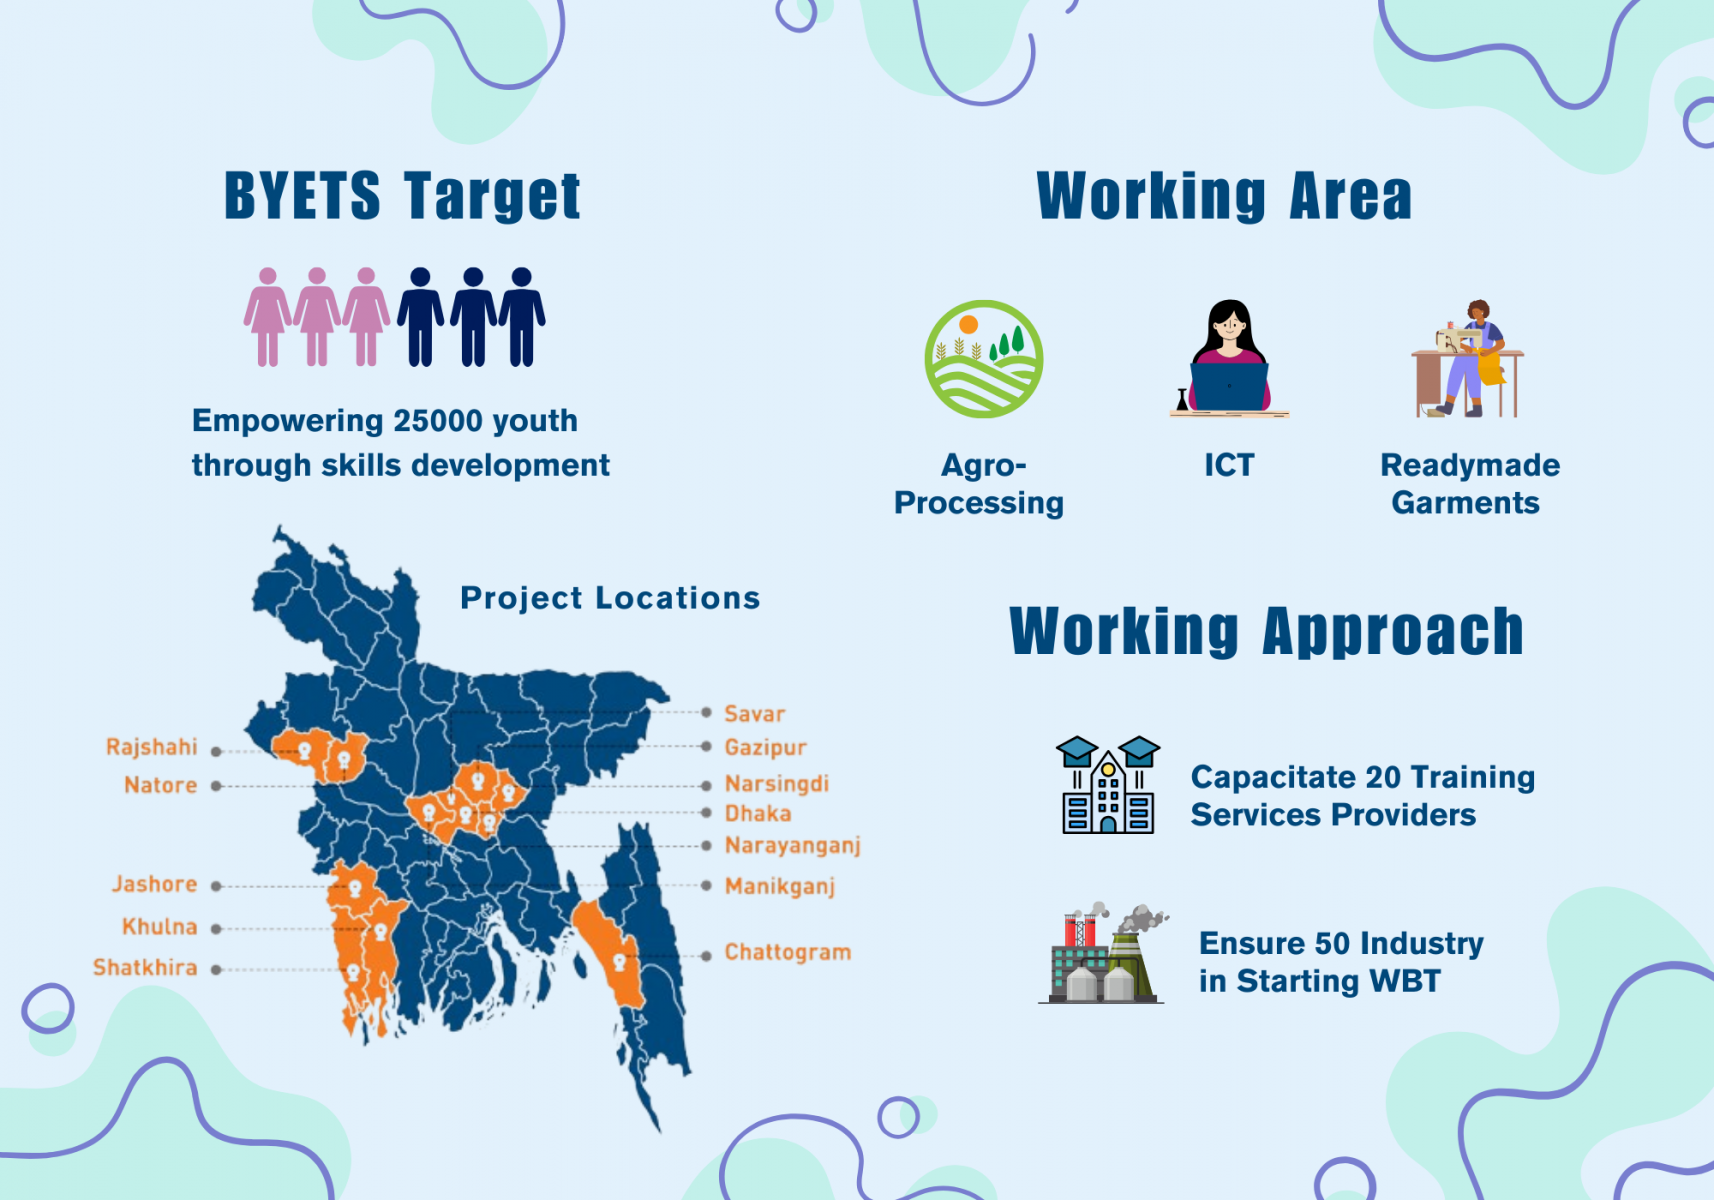 BYETS Target
Empowering 25000 youth
through skills development
Project Locations
Rajshahi
Natore
Jashore
Khulna
Shatkhira
Savar
Gazipur
Narsingdi
Dhaka
Narayanganj
Manikganj
Chattogram
Working Area
Agro-
Processing
ICT
Readymade
Garments
Working Approach
Capacitate 20 Training
Services Providers
Ensure 50 Industry
in Starting WBT